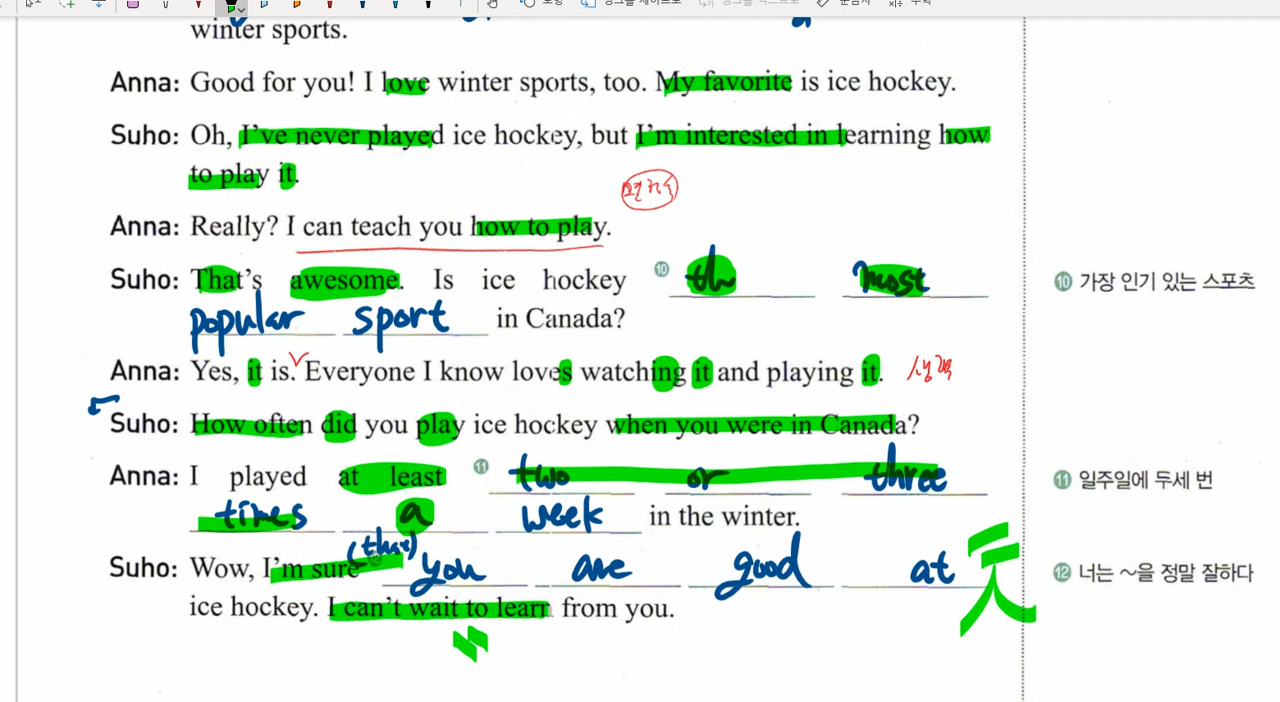 winter sports.
Anna: Good for you! I love winter sports, too. My favorite is ice hockey.
Suho: Oh, I've never played ice hockey, but I'm interested in learning how
to play it.
Anna: Really? I can teach you how to play.
Suho: That's awesome. Is ice hockey ⑩ th most
⑩ 가장 인기 있는 스포츠
popular sport in Canada?
Anna: Yes, it is. Everyone I know loves watching it and playing it. 생략
Suho: How often did you play ice hockey when you were in Canada?
Anna: I played at least ⑪ two or three
⑪ 일주일에 두세 번
times a week in the winter.
(that)
Suho: Wow, I'm sure ⑫ you are good at
⑫ 너는 ~을 정말 잘하다
ice hockey. I can't wait to learn from you.